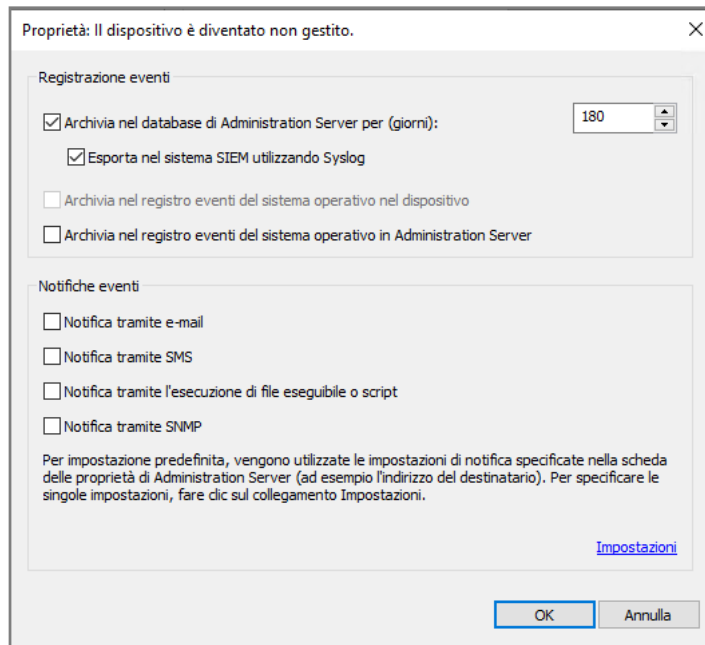 Proprietà: Il dispositivo è diventato non gestito.
Registrazione eventi
Archivia nel database di Administration Server per (giorni):
180
Esporta nel sistema SIEM utilizzando Syslog
Archivia nel registro eventi del sistema operativo nel dispositivo
Archivia nel registro eventi del sistema operativo in Administration Server
Notifiche eventi
Notifica tramite e-mail
Notifica tramite SMS
Notifica tramite l'esecuzione di file eseguibile o script
Notifica tramite SNMP
Per impostazione predefinita, vengono utilizzate le impostazioni di notifica specificate nella scheda
delle proprietà di Administration Server (ad esempio l'indirizzo del destinatario). Per specificare le
singole impostazioni, fare clic sul collegamento Impostazioni.
Impostazioni
OK
Annulla